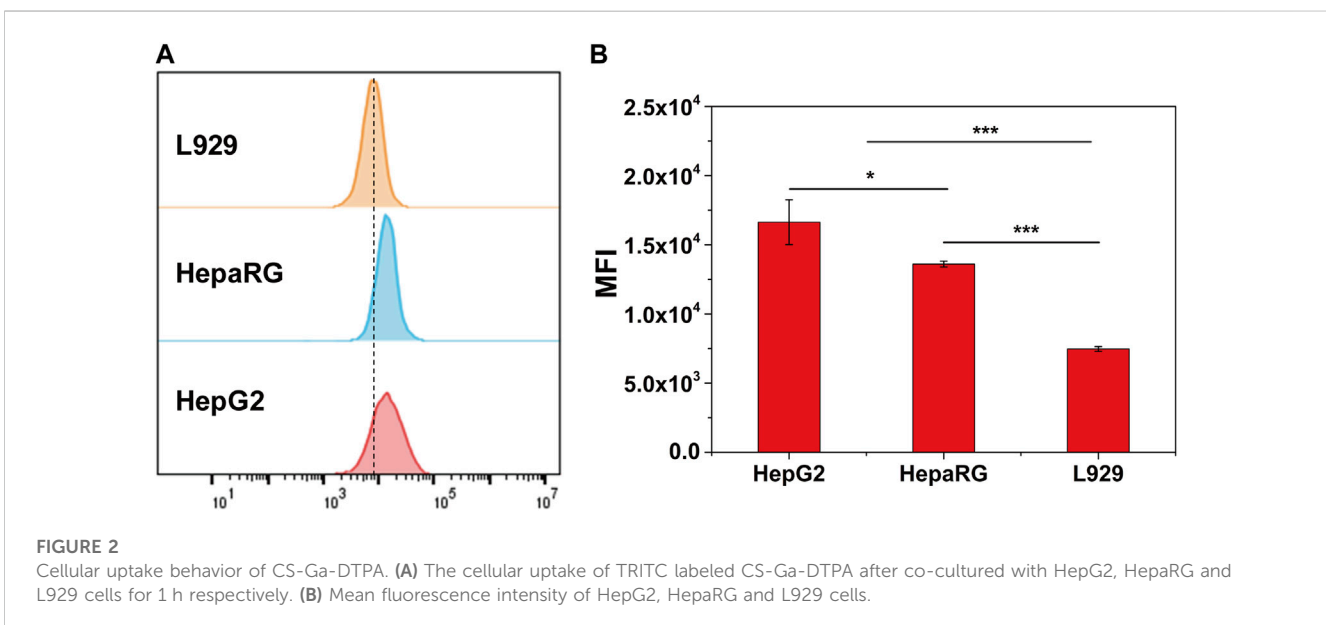 A
L929
HepaRG
HepG2
10¹ 10³ 10⁵ 10⁷
B
2.5x10⁴
2.0x10⁴
1.5x10⁴
1.0x10⁴
5.0x10³
0.0
MFI
***
*
***
HepG2 HepaRG L929
FIGURE 2
Cellular uptake behavior of CS-Ga-DTPA. (A) The cellular uptake of TRITC labeled CS-Ga-DTPA after co-cultured with HepG2, HepaRG and
L929 cells for 1 h respectively. (B) Mean fluorescence intensity of HepG2, HepaRG and L929 cells.